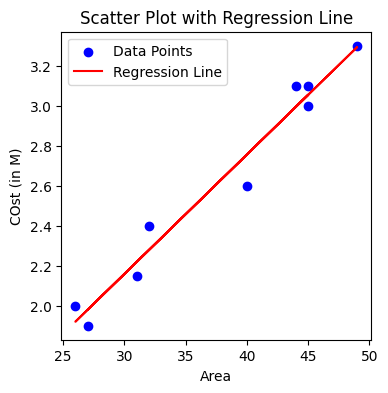 Scatter Plot with Regression Line
Data Points
Regression Line
COst (in M)
3.2
3.0
2.8
2.6
2.4
2.2
2.0
25 30 35 40 45 50
Area